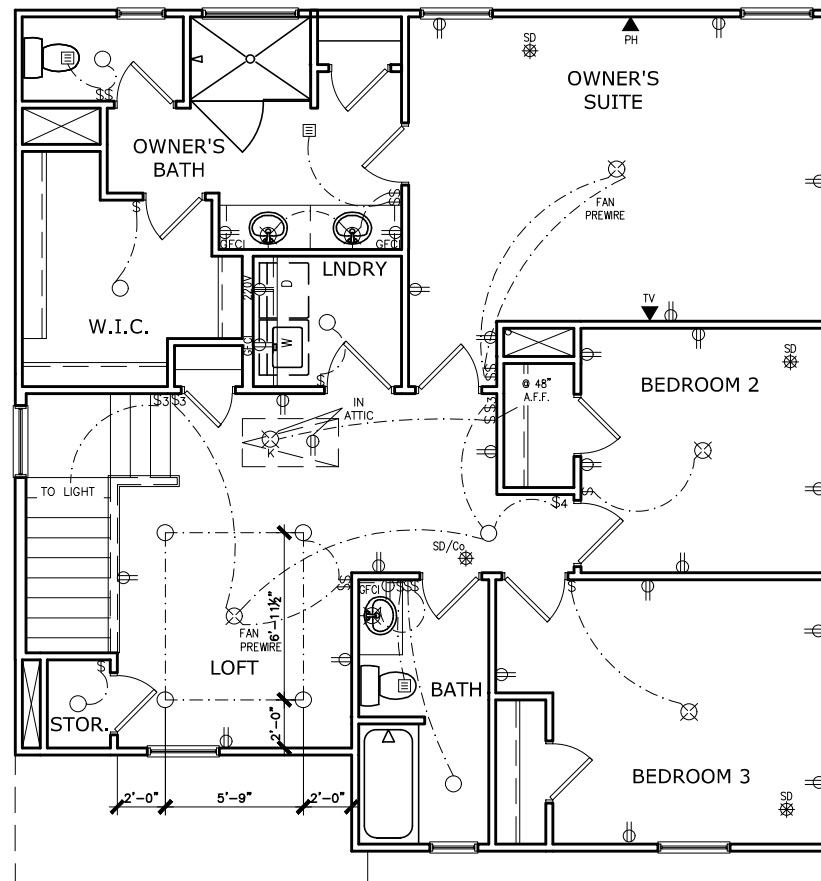 SD
PH
OWNER'S
SUITE
$$
OWNER'S
BATH
$
$$
FAN
PREWIRE
GFCI
GFCI
LNDRY
220V
D
W
GFCI
TV
W.I.C.
$
$$
SD
BEDROOM 2
@ 48"
A.F.F.
$3 $3
IN
ATTIC
$ $3
K
TO LIGHT
$
$4
SD/Co
$$
6'-11½"
GFCI
$$$
$
FAN
PREWIRE
LOFT
$
BATH
STOR.
2'-0"
BEDROOM 3
2'-0"
5'-9"
2'-0"
SD